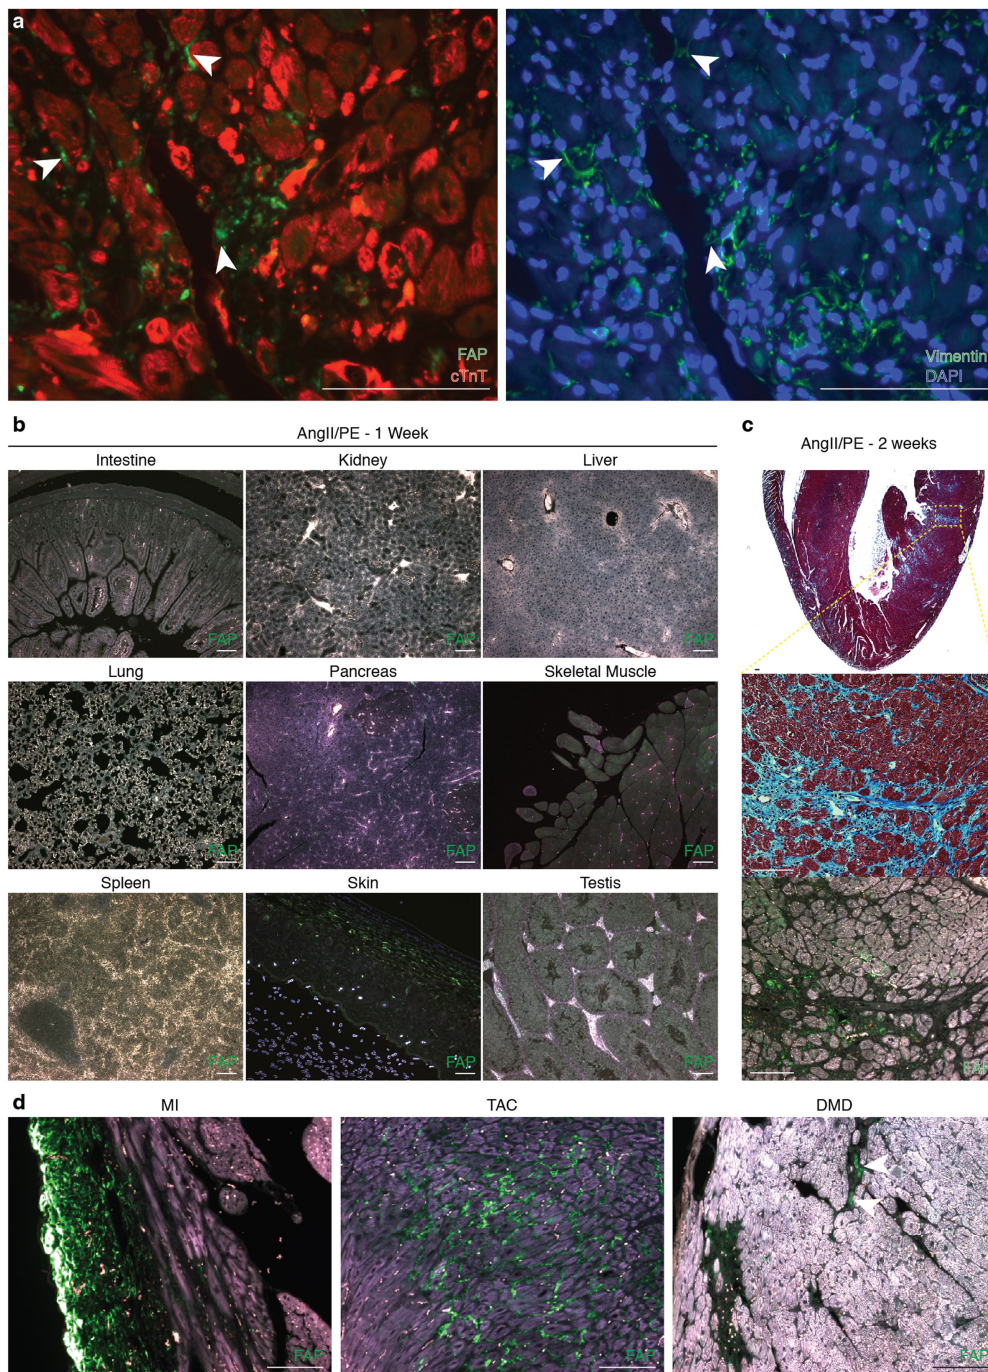 a
FAP
cTnT
Vimentin
DAPI
b
AngII/PE - 1 Week
Intestine
Kidney
Liver
FAP
FAP
FAP
Lung
Pancreas
Skeletal Muscle
FAP
FAP
FAP
Spleen
Skin
Testis
FAP
FAP
FAP
c
AngII/PE - 2 weeks
FAP
d
MI
TAC
DMD
FAP
FAP
FAP